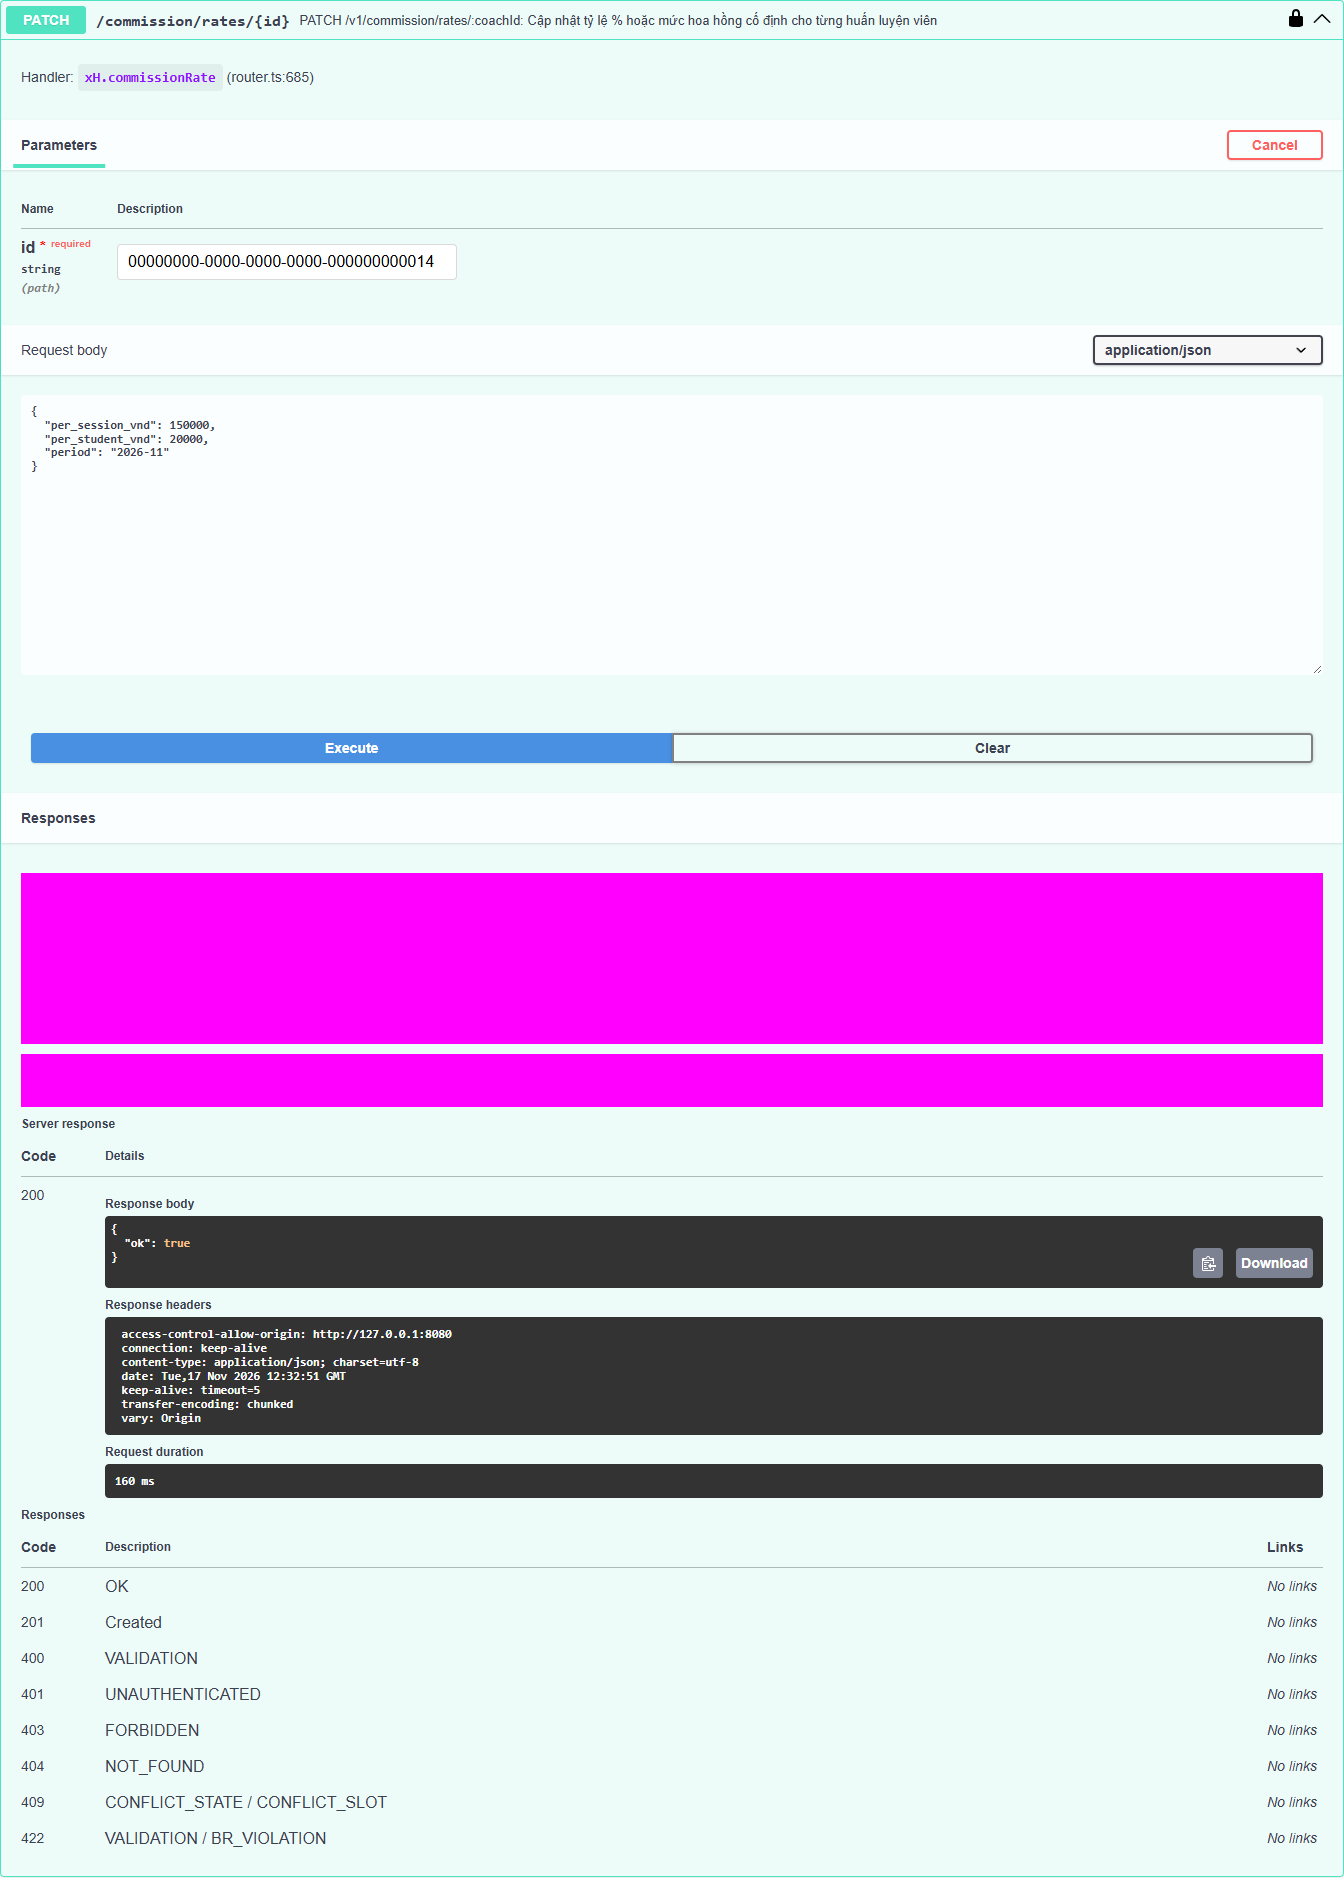 PATCH /commission/rates/{id} PATCH /v1/commission/rates/:coachId: Cập nhật tỷ lệ % hoặc mức hoa hồng cố định cho từng huấn luyện viên
Handler: xH.commissionRate (router.ts:685)
Parameters
Cancel
Name Description
id * required
string
(path)
00000000-0000-0000-0000-000000000014
Request body
application/json
{
"per_session_vnd": 150000,
"per_student_vnd": 20000,
"period": "2026-11"
}
Execute
Clear
Responses
Server response
Code Details
200
Response body
{
"ok": true
}
Download
Response headers
access-control-allow-origin: http://127.0.0.1:8080
connection: keep-alive
content-type: application/json; charset=utf-8
date: Tue,17 Nov 2026 12:32:51 GMT
keep-alive: timeout=5
transfer-encoding: chunked
vary: Origin
Request duration
160 ms
Responses
Code Description Links
200 OK No links
201 Created No links
400 VALIDATION No links
401 UNAUTHENTICATED No links
403 FORBIDDEN No links
404 NOT_FOUND No links
409 CONFLICT_STATE / CONFLICT_SLOT No links
422 VALIDATION / BR_VIOLATION No links